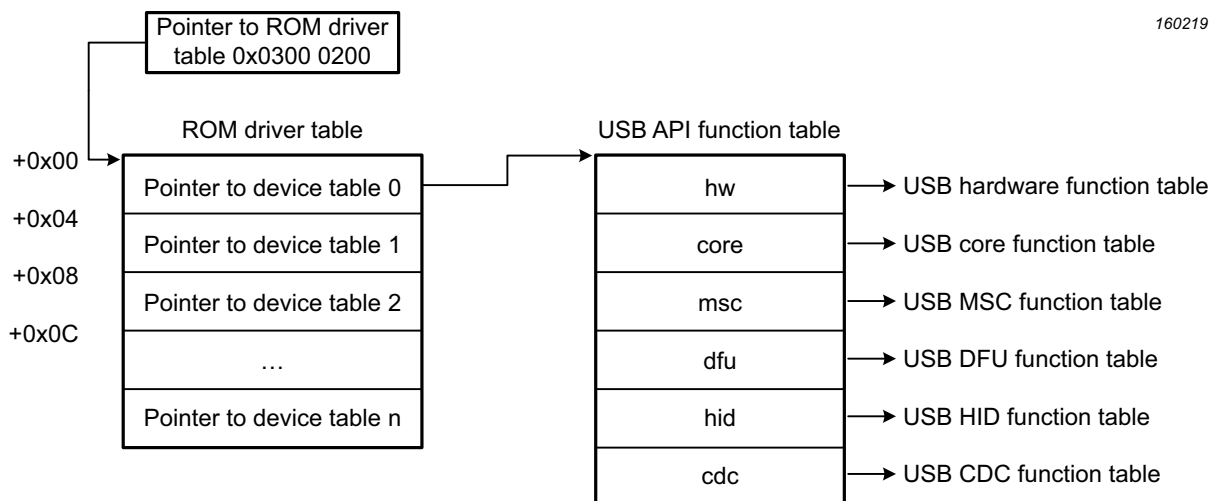 Pointer to ROM driver
table 0x0300 0200
160219
ROM driver table
USB API function table
+0x00
Pointer to device table 0
hw
USB hardware function table
+0x04
Pointer to device table 1
core
USB core function table
+0x08
Pointer to device table 2
msc
USB MSC function table
+0x0C
…
dfu
USB DFU function table
Pointer to device table n
hid
USB HID function table
cdc
USB CDC function table